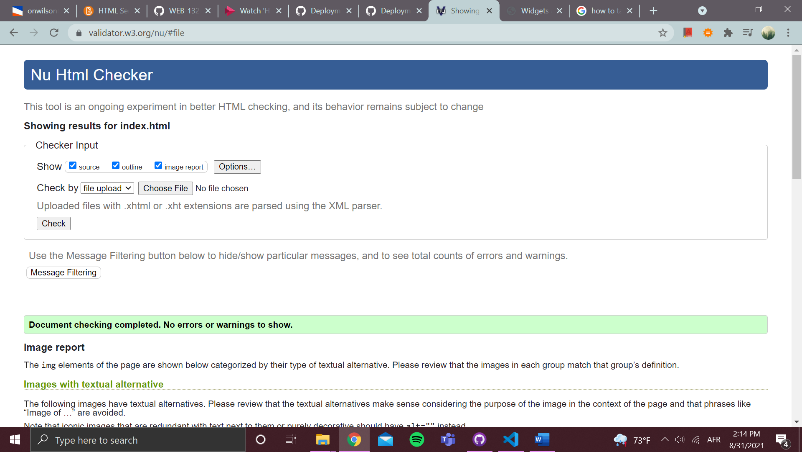 onwilson
HTML Se
WEB 132
Watch 'H
Deploym
Deploym
Showing
Widgets
how to t
validator.w3.org/nu/#file
Nu Html Checker
This tool is an ongoing experiment in better HTML checking, and its behavior remains subject to change
Showing results for index.html
Checker Input
Show source outline image report Options...
Check by file upload Choose File No file chosen
Uploaded files with .xhtml or .xht extensions are parsed using the XML parser.
Check
Use the Message Filtering button below to hide/show particular messages, and to see total counts of errors and warnings.
Message Filtering
Document checking completed. No errors or warnings to show.
Image report
The img elements of the page are shown below categorized by their type of textual alternative. Please review that the images in each group match that group's definition.
Images with textual alternative
The following images have textual alternatives. Please review that the textual alternatives make sense considering the purpose of the image in the context of the page and that phrases like
"Image of …" are avoided.
Note that iconic images that are redundant with text next to them or purely decorative should have alt="" instead.
Type here to search
73°F
AFR
2:14 PM
8/31/2021
4